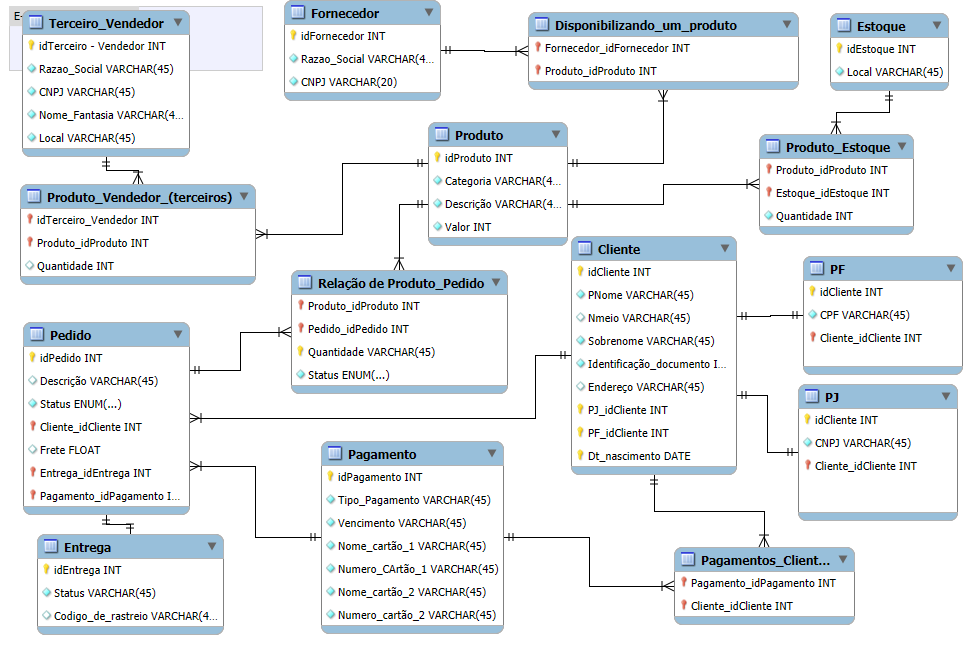 E-
Terceiro_Vendedor
idTerceiro - Vendedor INT
Razao_Social VARCHAR(45)
CNPJ VARCHAR(45)
Nome_Fantasia VARCHAR(4...
Local VARCHAR(45)
Fornecedor
idFornecedor INT
Razao_Social VARCHAR(4...
CNPJ VARCHAR(20)
Disponibilizando_um_produto
Fornecedor_idFornecedor INT
Produto_idProduto INT
Estoque
idEstoque INT
Local VARCHAR(45)
Produto
idProduto INT
Categoria VARCHAR(4...
Descrição VARCHAR(4...
Valor INT
Produto_Estoque
Produto_idProduto INT
Estoque_idEstoque INT
Quantidade INT
Produto_Vendedor_(terceiros)
idTerceiro_Vendedor INT
Produto_idProduto INT
Quantidade INT
Relação de Produto_Pedido
Produto_idProduto INT
Pedido_idPedido INT
Quantidade VARCHAR(45)
Status ENUM(...)
Cliente
idCliente INT
PNome VARCHAR(45)
Nmeio VARCHAR(45)
Sobrenome VARCHAR(45)
Identificação_documento I...
Endereço VARCHAR(45)
PJ_idCliente INT
PF_idCliente INT
Dt_nascimento DATE
PF
idCliente INT
CPF VARCHAR(45)
Cliente_idCliente INT
PJ
idCliente INT
CNPJ VARCHAR(45)
Cliente_idCliente INT
Pedido
idPedido INT
Descrição VARCHAR(45)
Status ENUM(...)
Cliente_idCliente INT
Frete FLOAT
Entrega_idEntrega INT
Pagamento_idPagamento I...
Pagamento
idPagamento INT
Tipo_Pagamento VARCHAR(45)
Vencimento VARCHAR(45)
Nome_cartão_1 VARCHAR(45)
Numero_CArtão_1 VARCHAR(45)
Nome_cartão_2 VARCHAR(45)
Numero_cartão_2 VARCHAR(45)
Entrega
idEntrega INT
Status VARCHAR(45)
Codigo_de_rastreio VARCHAR(4...
Pagamentos_Client...
Pagamento_idPagamento INT
Cliente_idCliente INT